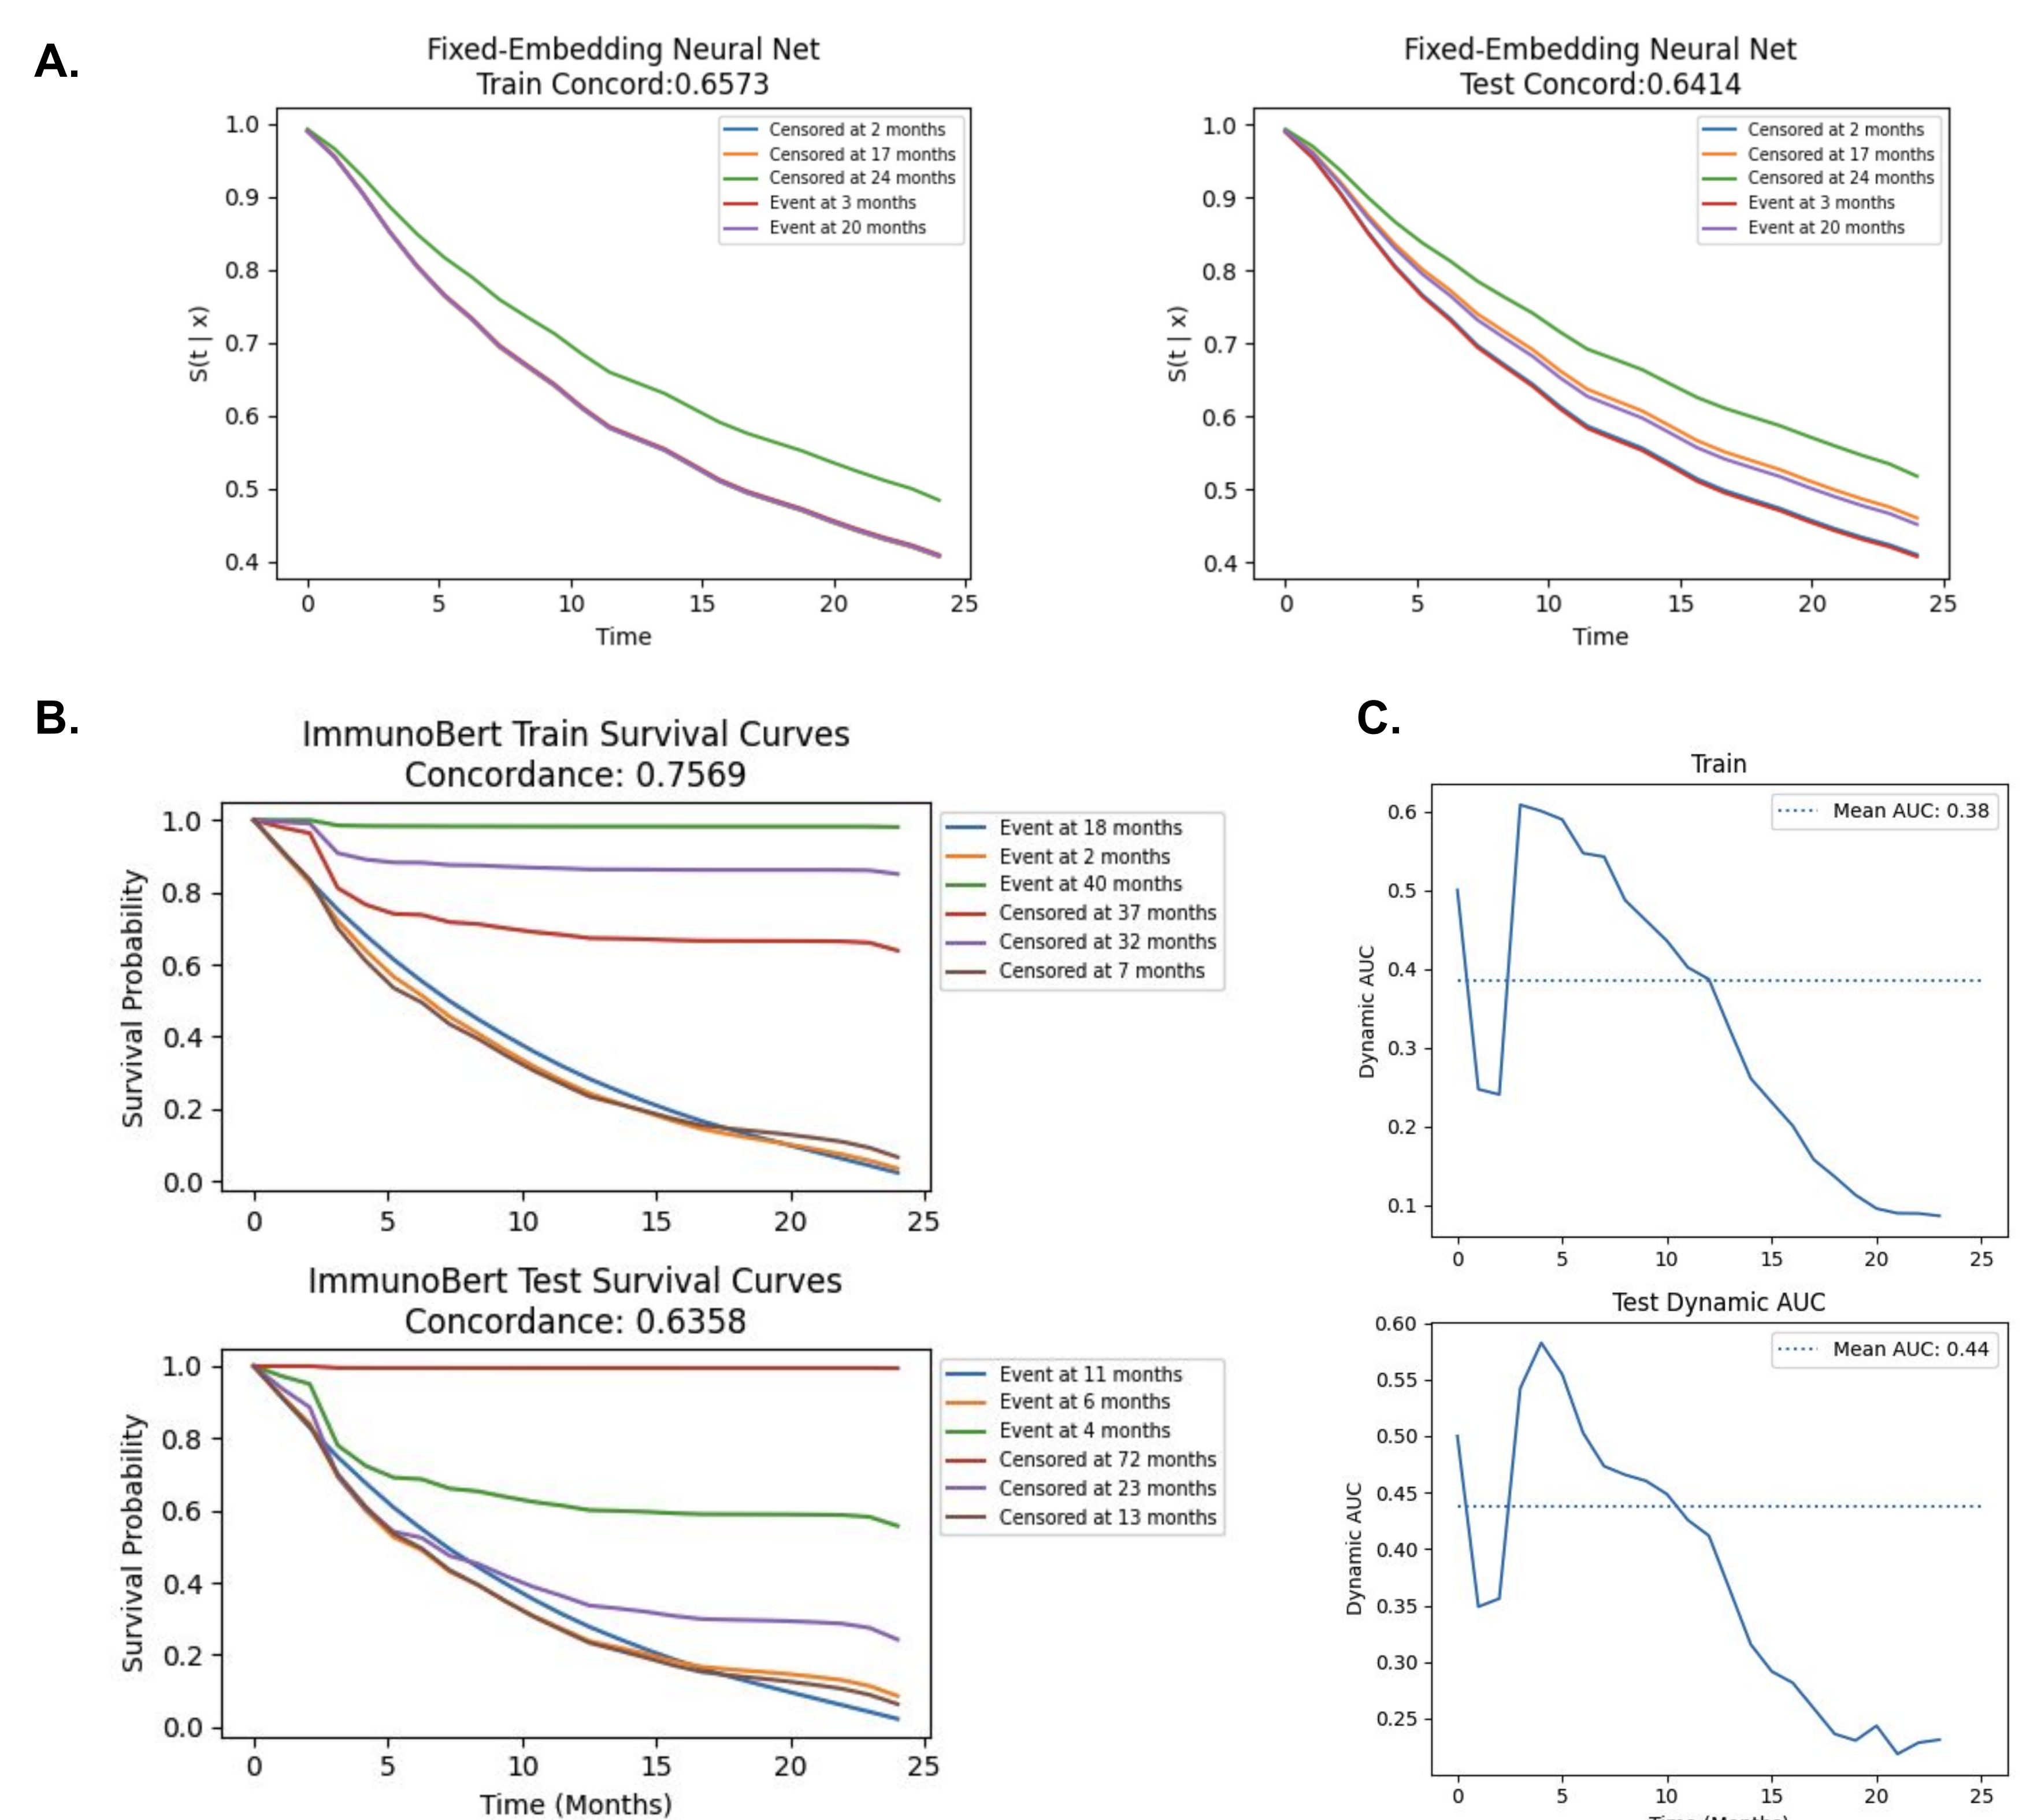 A.
Fixed-Embedding Neural Net
Train Concord:0.6573
1.0
0.9
0.8
0.7
0.6
0.5
0.4
S(t | x)
Censored at 2 months
Censored at 17 months
Censored at 24 months
Event at 3 months
Event at 20 months
0 5 10 15 20 25
Time
Fixed-Embedding Neural Net
Test Concord:0.6414
1.0
0.9
0.8
0.7
0.6
0.5
0.4
S(t | x)
Censored at 2 months
Censored at 17 months
Censored at 24 months
Event at 3 months
Event at 20 months
0 5 10 15 20 25
Time
B.
ImmunoBert Train Survival Curves
Concordance: 0.7569
1.0
0.8
0.6
0.4
0.2
0.0
Survival Probability
Event at 18 months
Event at 2 months
Event at 40 months
Censored at 37 months
Censored at 32 months
Censored at 7 months
0 5 10 15 20 25
ImmunoBert Test Survival Curves
Concordance: 0.6358
1.0
0.8
0.6
0.4
0.2
0.0
Survival Probability
Event at 11 months
Event at 6 months
Event at 4 months
Censored at 72 months
Censored at 23 months
Censored at 13 months
0 5 10 15 20 25
Time (Months)
C.
Train
0.6
0.5
0.4
0.3
0.2
0.1
Dynamic AUC
Mean AUC: 0.38
0 5 10 15 20 25
Test Dynamic AUC
0.60
0.55
0.50
0.45
0.40
0.35
0.30
0.25
Dynamic AUC
Mean AUC: 0.44
0 5 10 15 20 25
Time (Months)